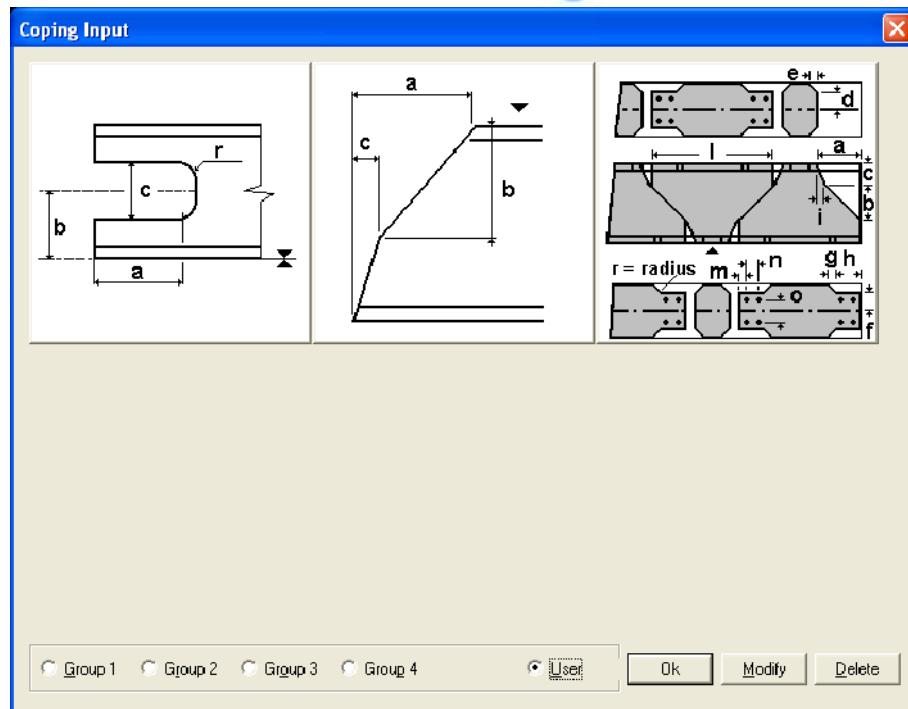 Coping Input
a
r
c
b
a
a
c
b
e
d
l
a
c
b
i
r = radius
m
n
g h
o
f
Group 1
Group 2
Group 3
Group 4
User
Ok
Modify
Delete